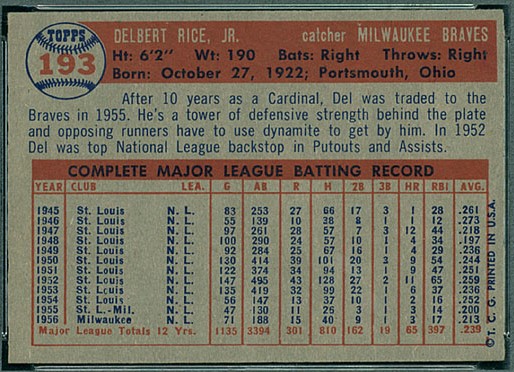 TOPPS
193
DELBERT RICE, JR. catcher MILWAUKEE BRAVES
Ht: 6'2" Wt: 190 Bats: Right Throws: Right
Born: October 27, 1922; Portsmouth, Ohio
After 10 years as a Cardinal, Del was traded to the
Braves in 1955. He's a tower of defensive strength behind the plate
and opposing runners have to use dynamite to get by him. In 1952
Del was top National League backstop in Putouts and Assists.
COMPLETE MAJOR LEAGUE BATTING RECORD
YEAR CLUB LEA. G AB R H 2B 3B HR RBI AVG.
1945 St. Louis N. L. 83 253 27 66 17 3 1 28 .261
1946 St. Louis N. L. 55 139 10 38 8 1 1 12 .273
1947 St. Louis N. L. 97 261 28 57 7 3 12 44 .218
1948 St. Louis N. L. 100 290 24 57 10 1 4 34 .197
1949 St. Louis N. L. 92 284 25 67 16 1 4 29 .236
1950 St. Louis N. L. 130 414 39 101 20 3 9 54 .244
1951 St. Louis N. L. 122 374 34 94 13 1 9 47 .251
1952 St. Louis N. L. 147 495 43 128 27 2 11 65 .259
1953 St. Louis N. L. 135 419 32 99 22 1 6 37 .236
1954 St. Louis N. L. 56 147 13 37 10 1 2 16 .252
1955 St. L.-Mil. N. L. 47 130 11 26 3 1 3 14 .200
1956 Milwaukee N. L. 71 188 15 40 9 1 3 17 .213
Major League Totals 12 Yrs. 1135 3394 301 810 162 19 65 397 .239
© T. C. G. PRINTED IN U.S.A.